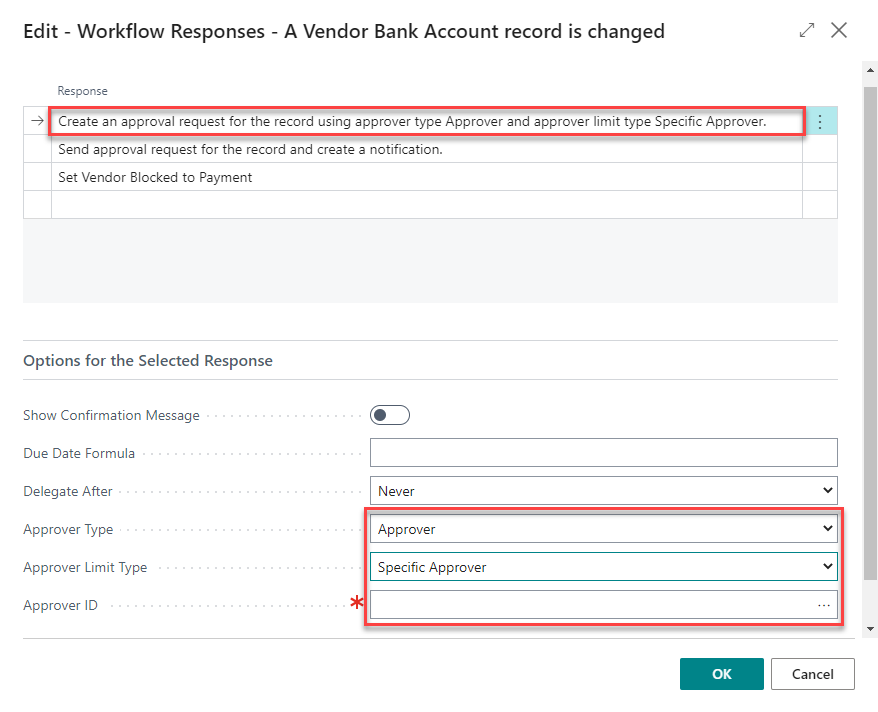 Edit - Workflow Responses - A Vendor Bank Account record is changed
Response
Create an approval request for the record using approver type Approver and approver limit type Specific Approver.
Send approval request for the record and create a notification.
Set Vendor Blocked to Payment
Options for the Selected Response
Show Confirmation Message
Due Date Formula
Delegate After Never
Approver Type Approver
Approver Limit Type Specific Approver
Approver ID * ...
OK Cancel